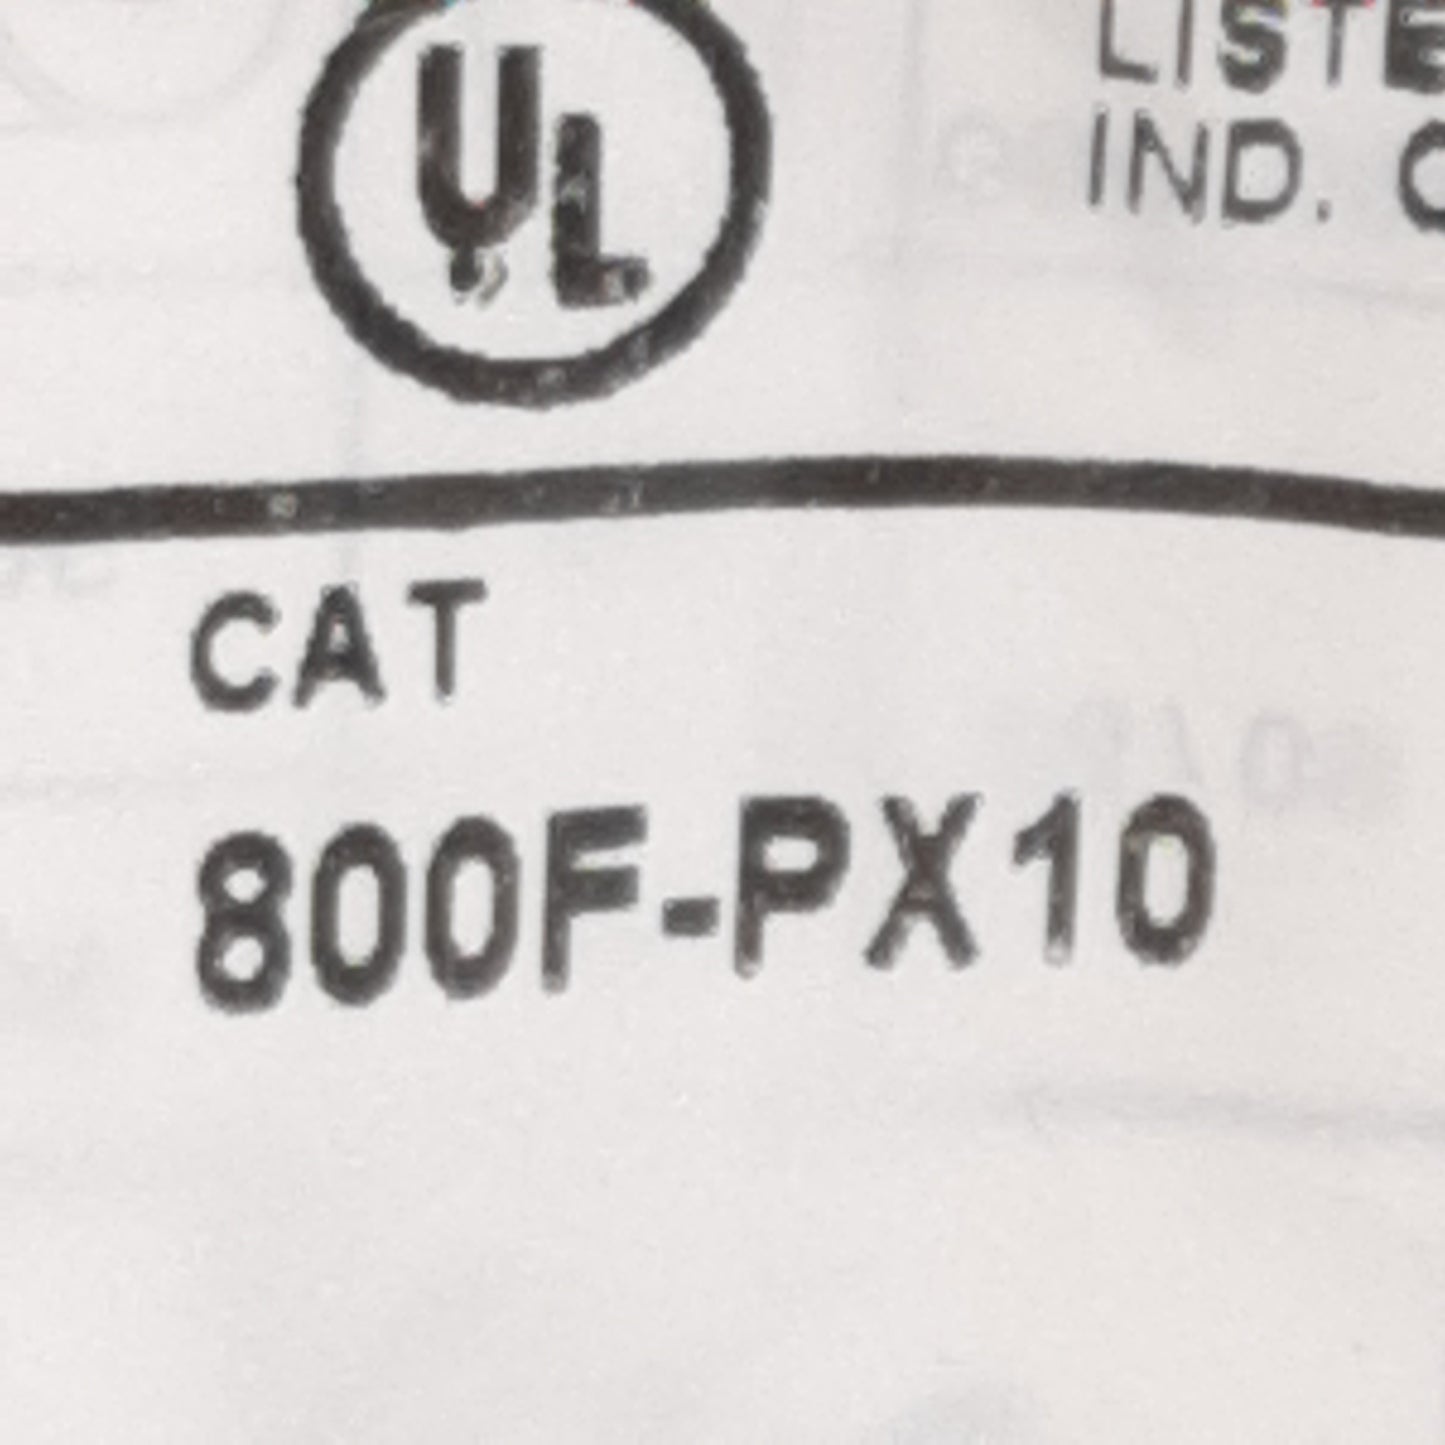 UL
LISTE
IND. C
CAT
800F-PX10